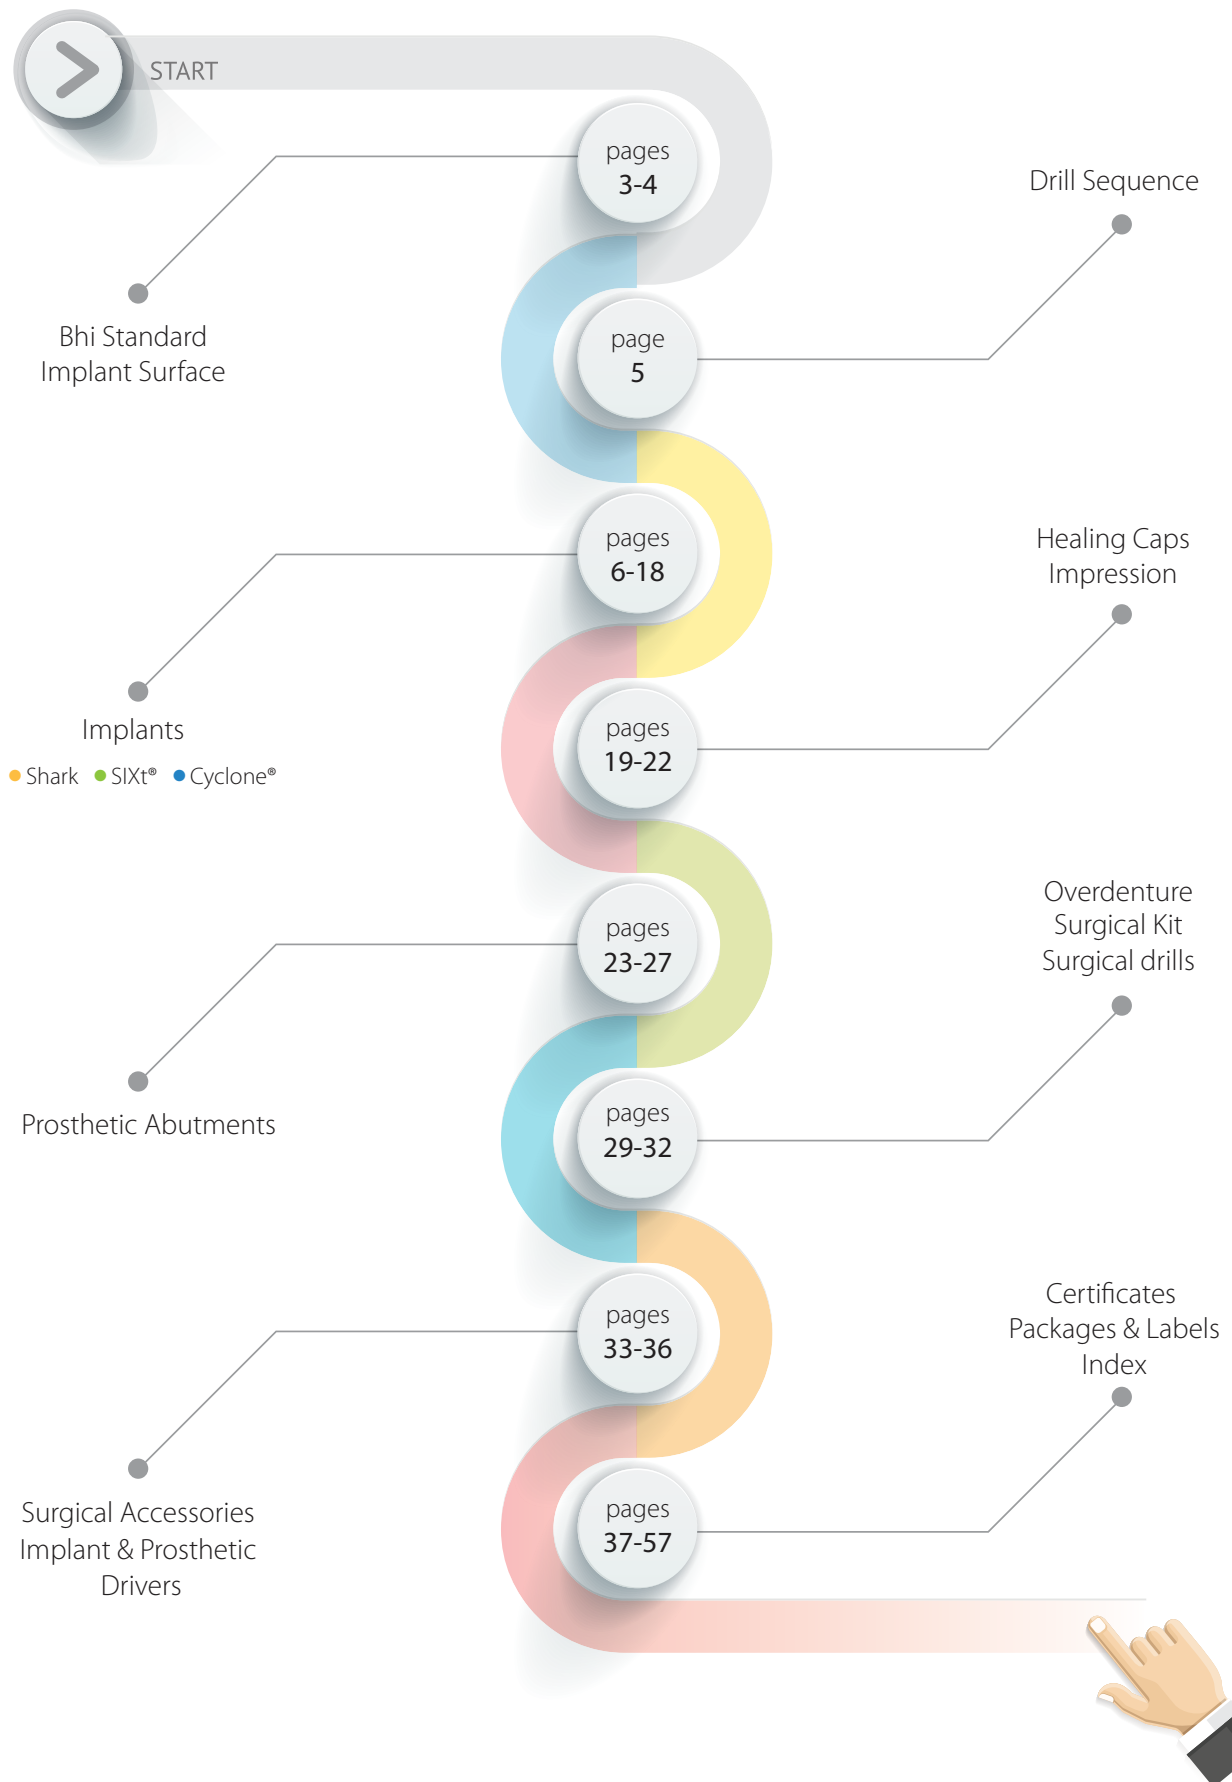 START
pages
3-4
Bhi Standard
Implant Surface
Drill Sequence
page
5
pages
6-18
Implants
Shark SIXt® Cyclone®
Healing Caps
Impression
pages
19-22
pages
23-27
Prosthetic Abutments
Overdenture
Surgical Kit
Surgical drills
pages
29-32
pages
33-36
Surgical Accessories
Implant & Prosthetic
Drivers
Certificates
Packages & Labels
Index
pages
37-57